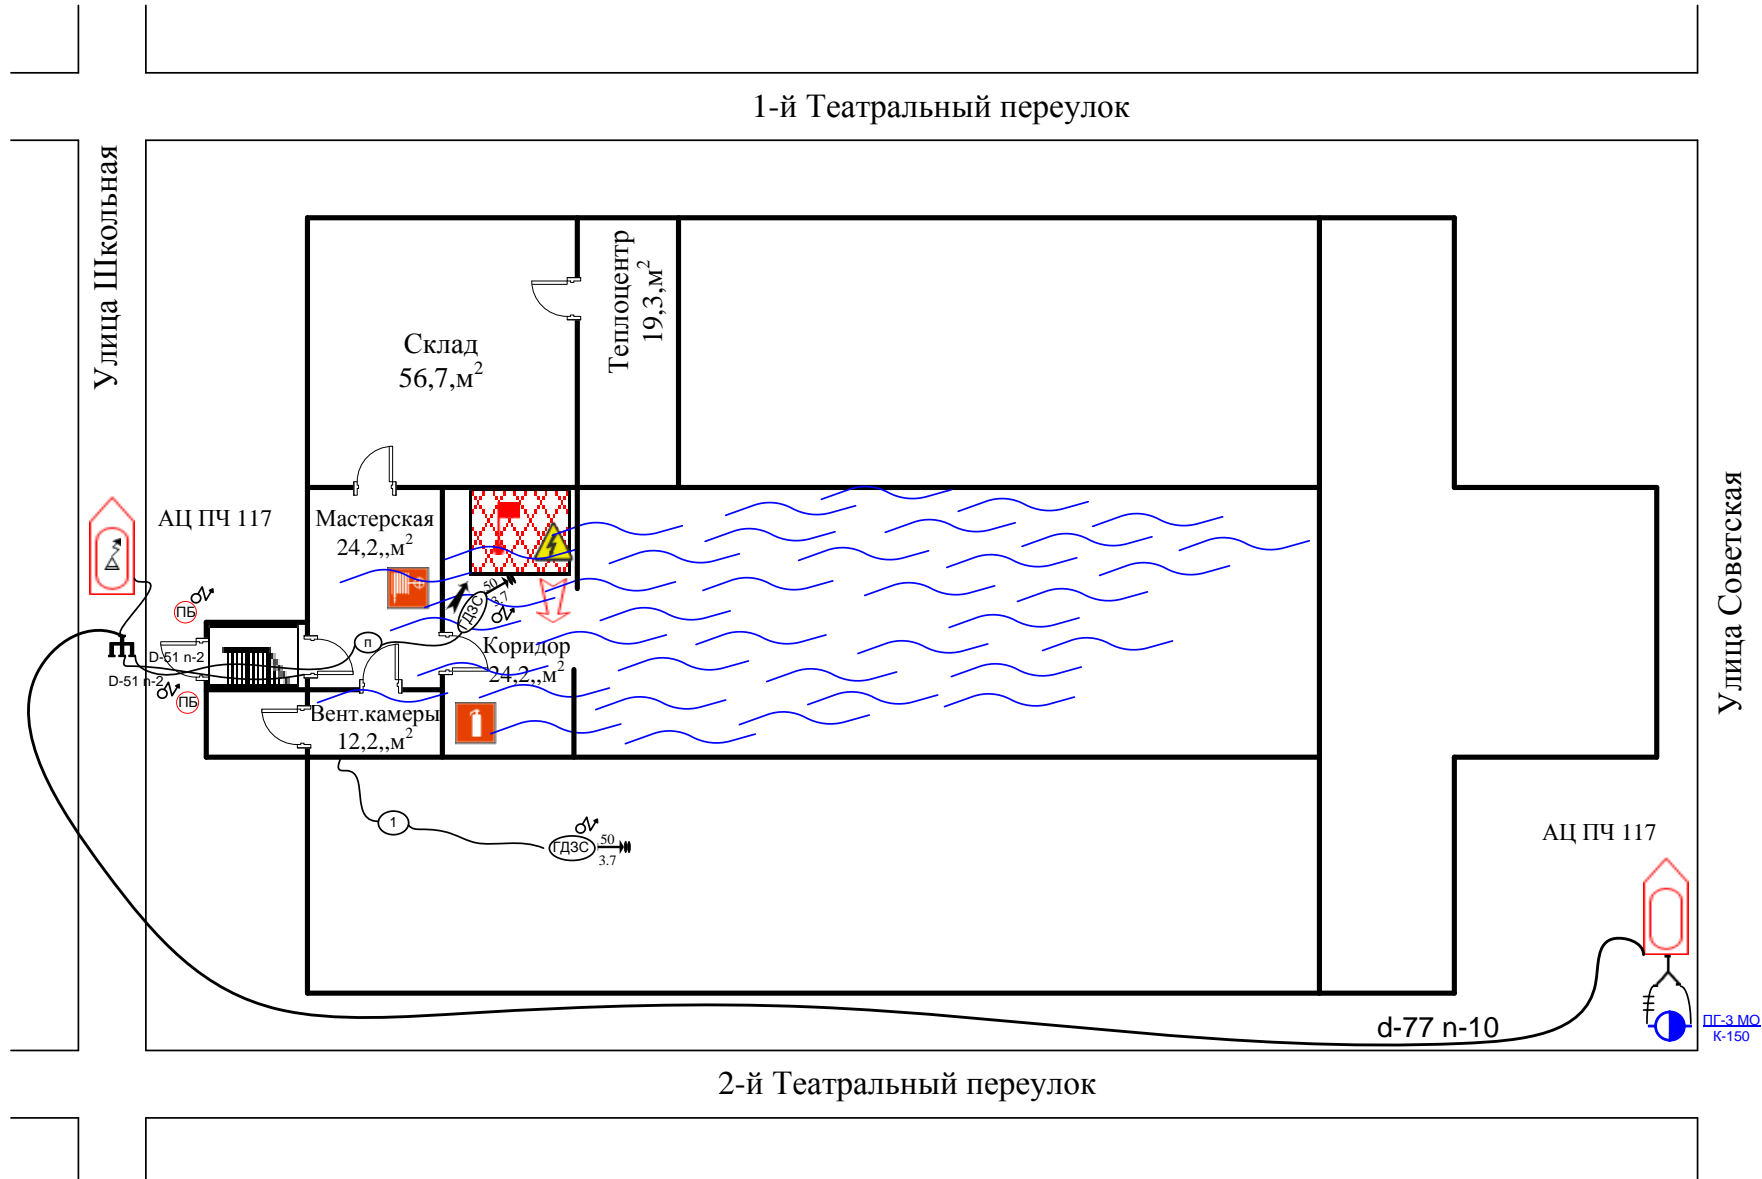 1-й Театральный переулок
Улица Школьная
Теплоцентр
19,3,м²
Склад
56,7,м²
Улица Советская
АЦ ПЧ 117
Мастерская
24,2,,м²
50
3.7
ГДЗС
ПБ
п
Коридор
24,2,,м²
D-51 n-2
D-51 n-2
ПБ
Вент.камеры
12,2,,м²
1
ГДЗС
50
3.7
АЦ ПЧ 117
d-77 n-10
ПГ-3 МО
К-150
2-й Театральный переулок